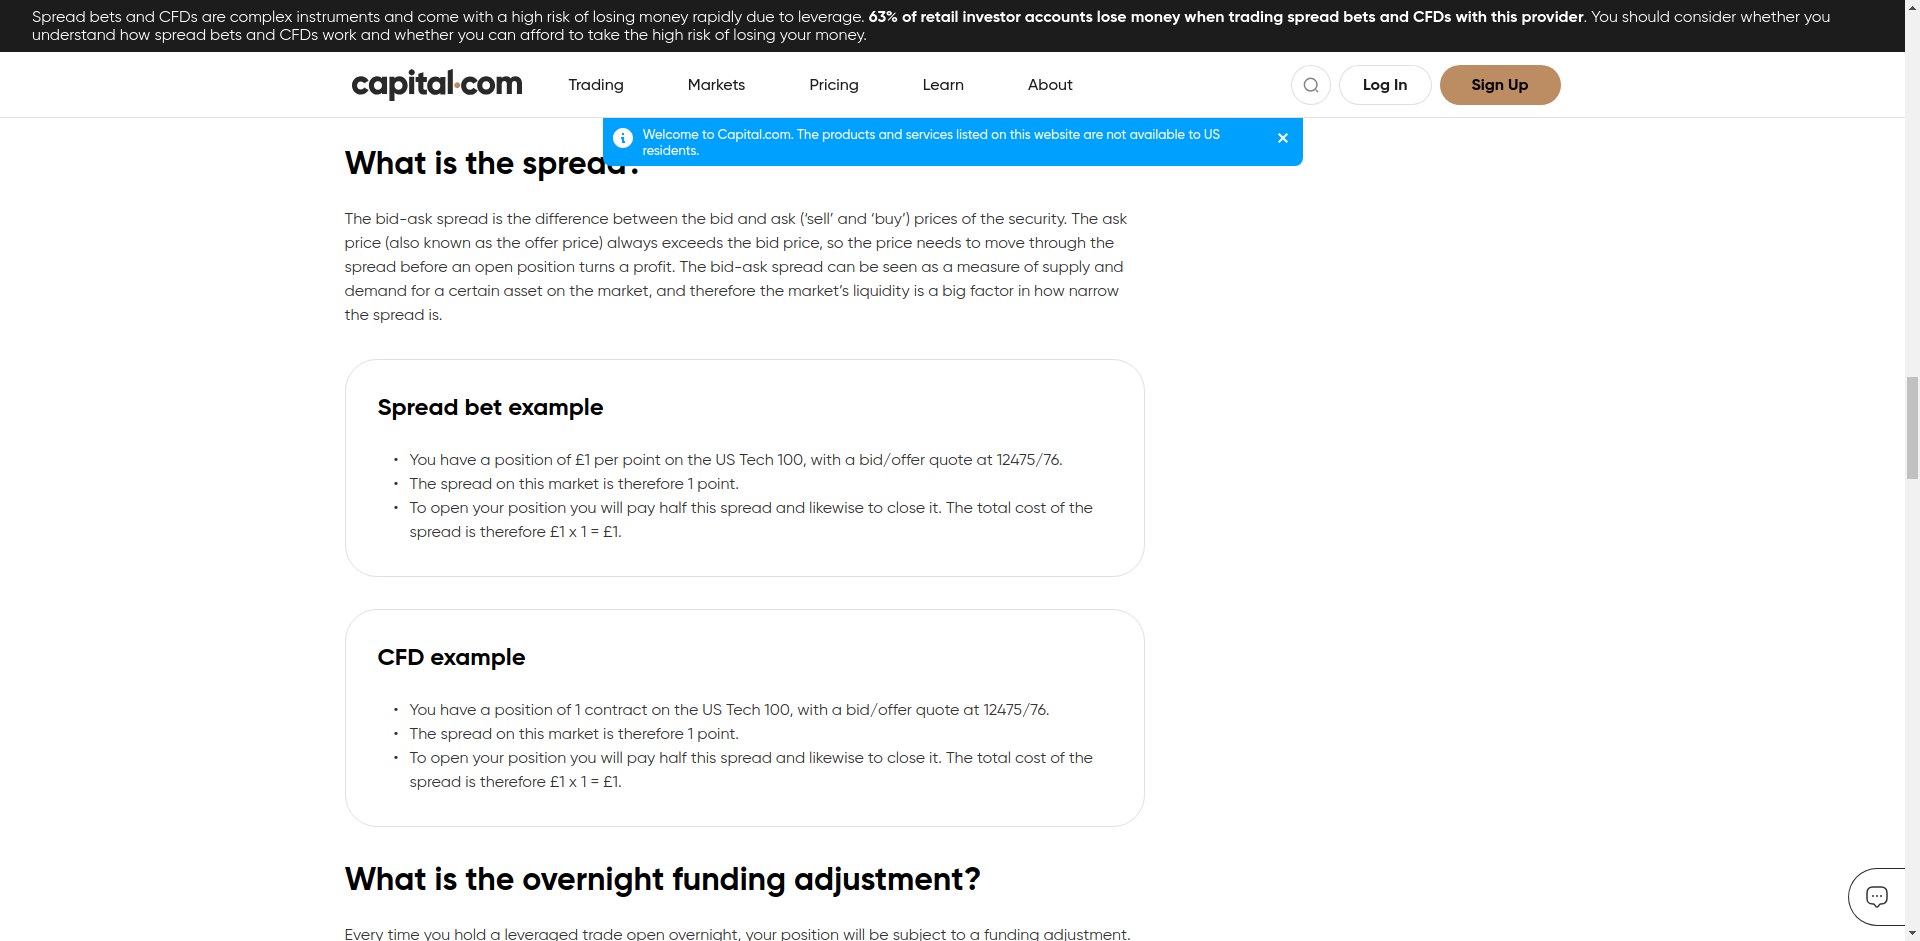 Spread bets and CFDs are complex instruments and come with a high risk of losing money rapidly due to leverage. 63% of retail investor accounts lose money when trading spread bets and CFDs with this provider. You should consider whether you
understand how spread bets and CFDs work and whether you can afford to take the high risk of losing your money.
capital.com
Trading
Markets
Pricing
Learn
About
Log In
Sign Up
Welcome to Capital.com. The products and services listed on this website are not available to US
residents.
What is the spread?
The bid-ask spread is the difference between the bid and ask (‘sell’ and ‘buy’) prices of the security. The ask
price (also known as the offer price) always exceeds the bid price, so the price needs to move through the
spread before an open position turns a profit. The bid-ask spread can be seen as a measure of supply and
demand for a certain asset on the market, and therefore the market’s liquidity is a big factor in how narrow
the spread is.
Spread bet example
• You have a position of £1 per point on the US Tech 100, with a bid/offer quote at 12475/76.
• The spread on this market is therefore 1 point.
• To open your position you will pay half this spread and likewise to close it. The total cost of the
spread is therefore £1 x 1 = £1.
CFD example
• You have a position of 1 contract on the US Tech 100, with a bid/offer quote at 12475/76.
• The spread on this market is therefore 1 point.
• To open your position you will pay half this spread and likewise to close it. The total cost of the
spread is therefore £1 x 1 = £1.
What is the overnight funding adjustment?
Every time you hold a leveraged trade open overnight, your position will be subject to a funding adjustment.